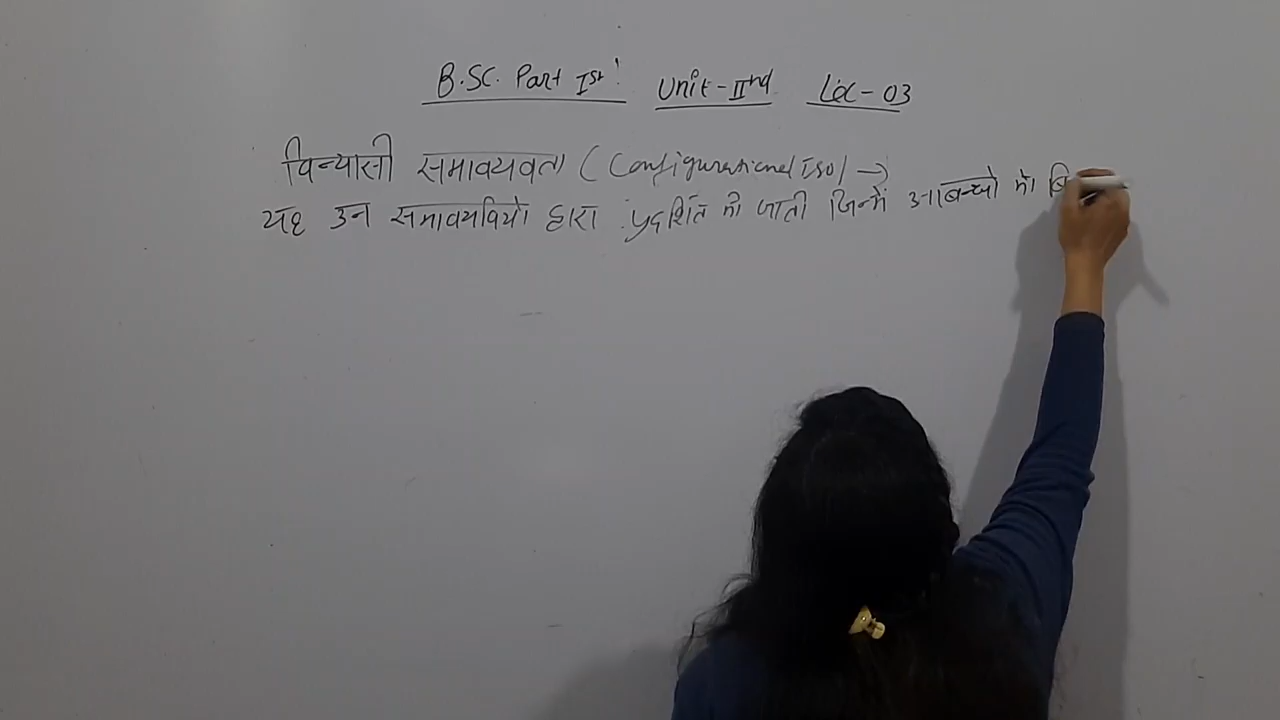 B.SC. Part Ist Unit-IInd Lec-03
विन्यासी समावयवता (Configurational Iso) →
यह उन समावयवियो द्वारा प्रदर्शित की जाती जिनमें आबन्धो को